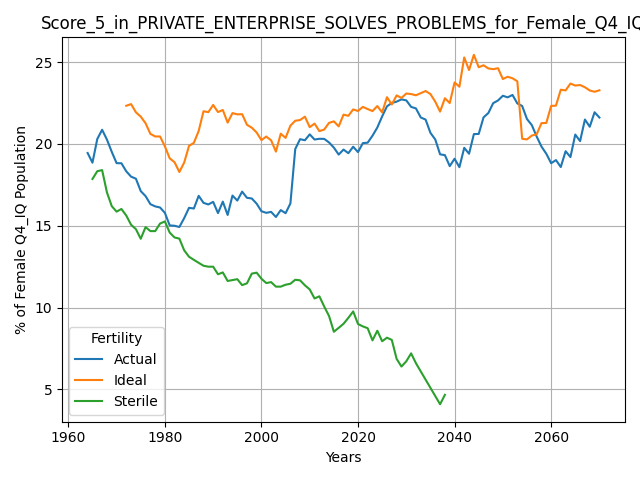 Score_5_in_PRIVATE_ENTERPRISE_SOLVES_PROBLEMS_for_Female_Q4_IQ
% of Female Q4_IQ Population
25
20
15
10
5
Fertility
Actual
Ideal
Sterile
1960 1980 2000 2020 2040 2060
Years